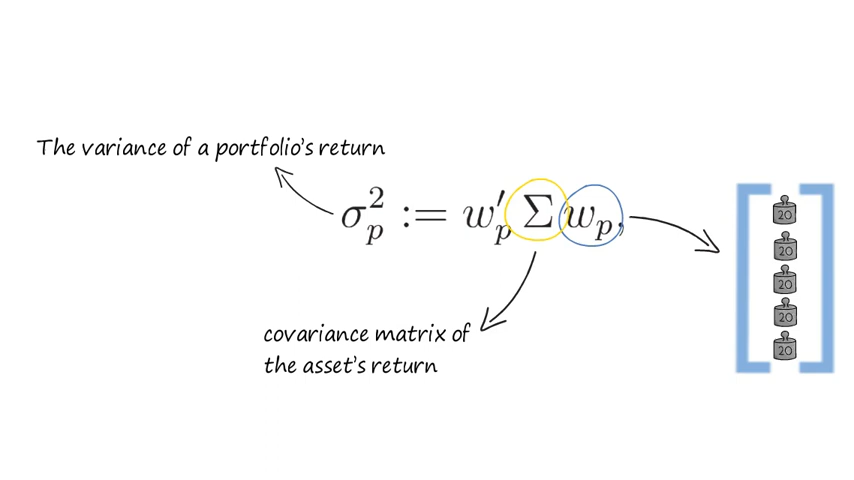 The variance of a portfolio's return
σ²ₚ := w′ₚ Σ wₚ,
20
20
20
20
20
covariance matrix of
the asset's return